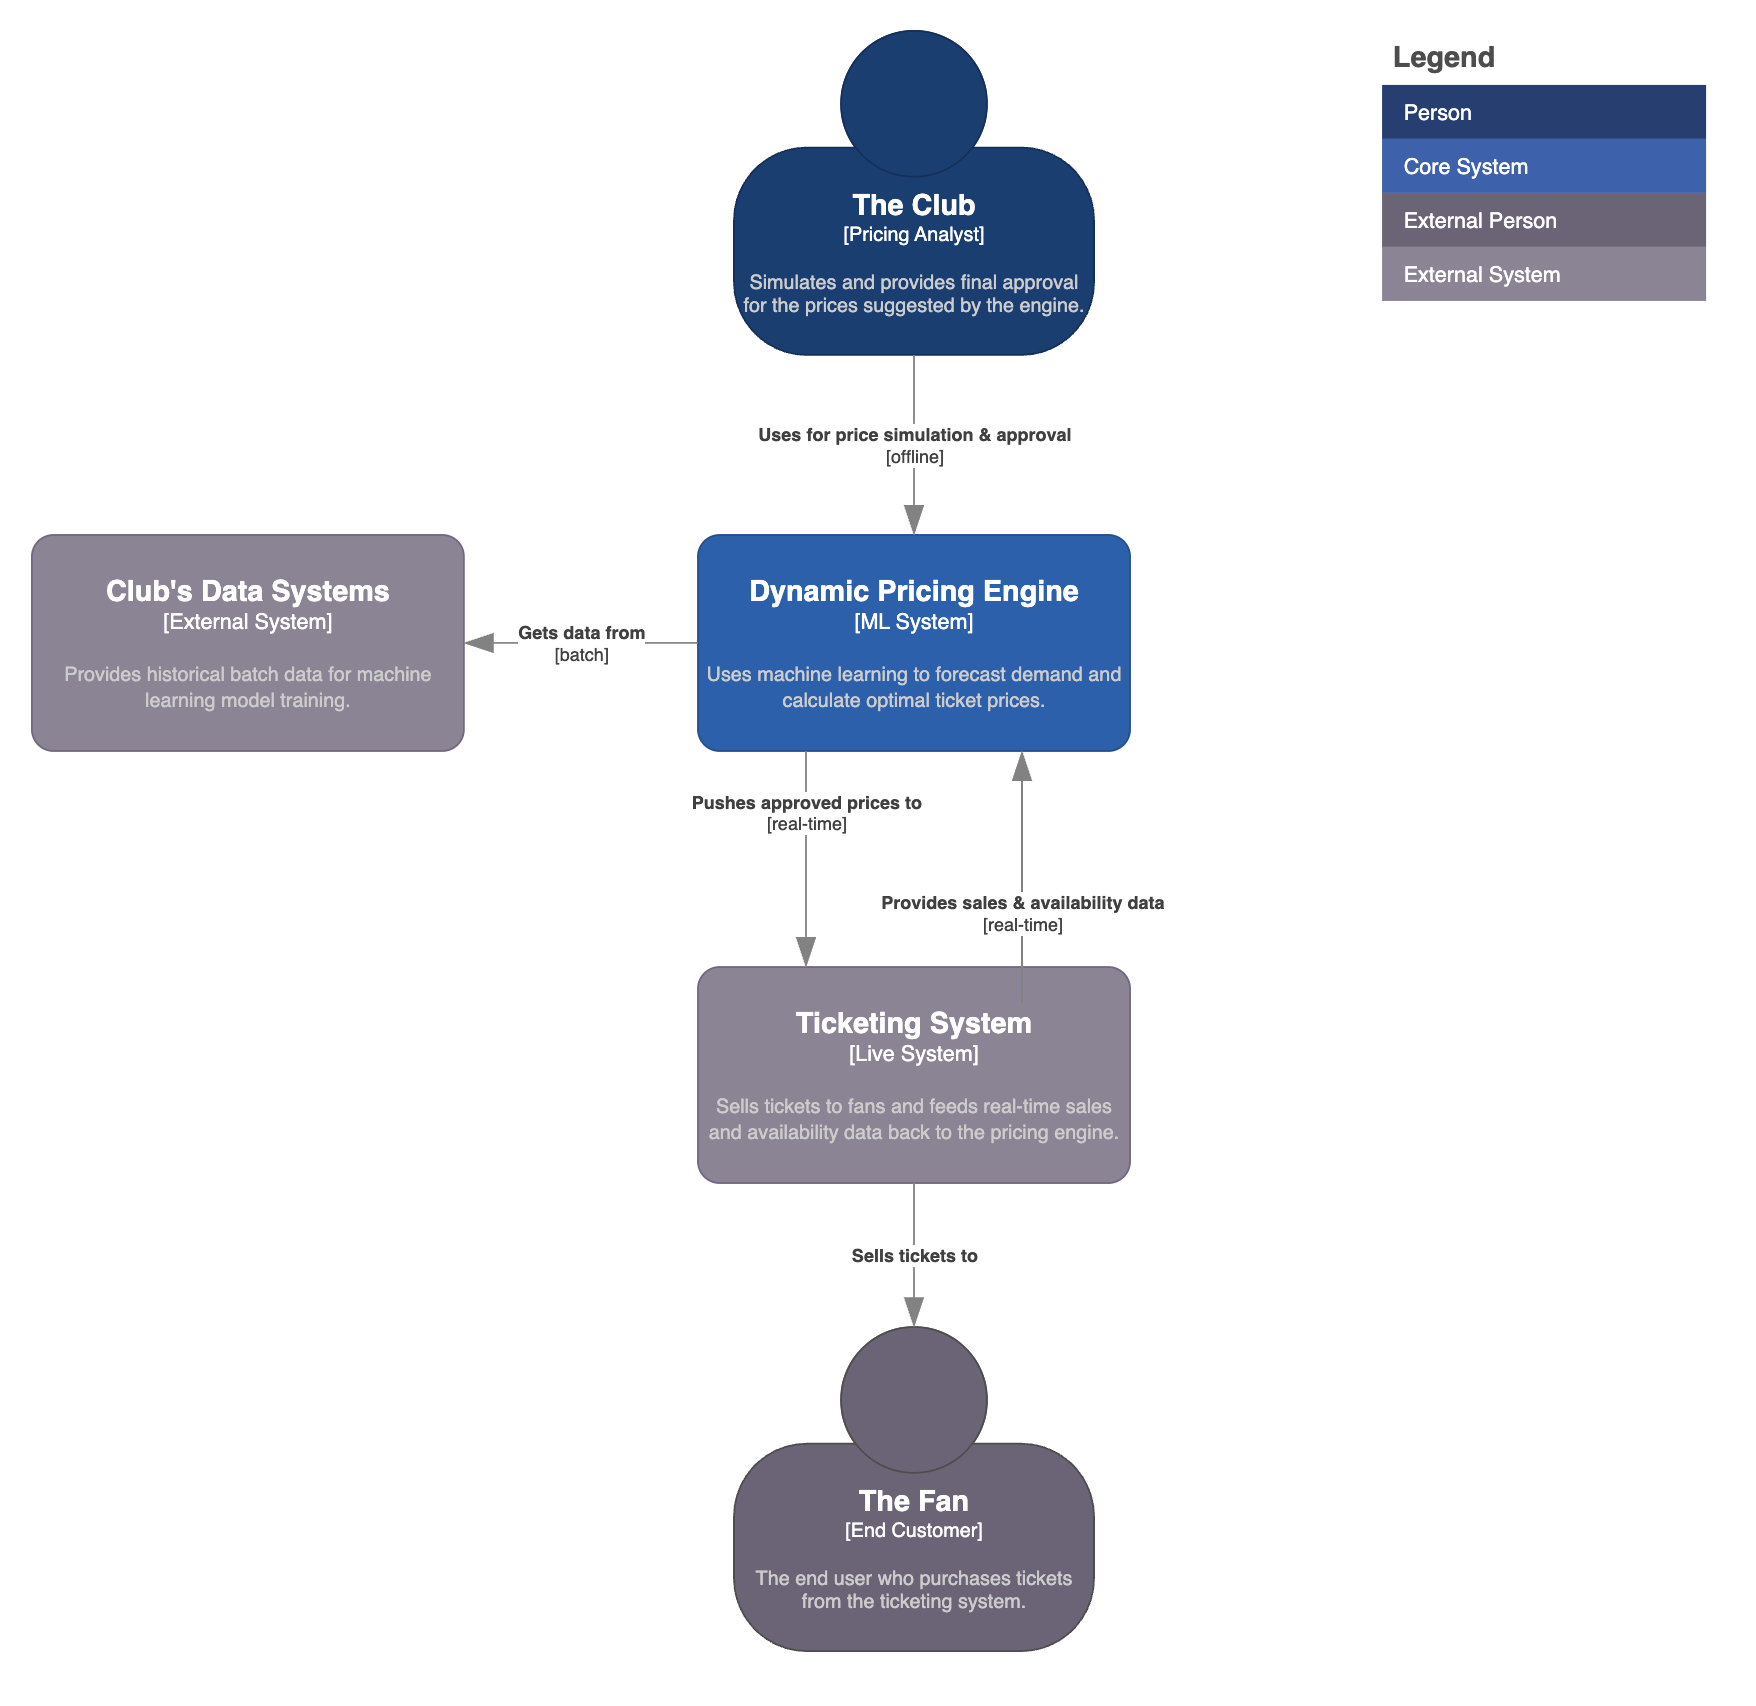 Legend
Person
Core System
External Person
External System
The Club
[Pricing Analyst]
Simulates and provides final approval
for the prices suggested by the engine.
Uses for price simulation & approval
[offline]
Club's Data Systems
[External System]
Provides historical batch data for machine
learning model training.
Gets data from
[batch]
Dynamic Pricing Engine
[ML System]
Uses machine learning to forecast demand and
calculate optimal ticket prices.
Pushes approved prices to
[real-time]
Provides sales & availability data
[real-time]
Ticketing System
[Live System]
Sells tickets to fans and feeds real-time sales
and availability data back to the pricing engine.
Sells tickets to
The Fan
[End Customer]
The end user who purchases tickets
from the ticketing system.